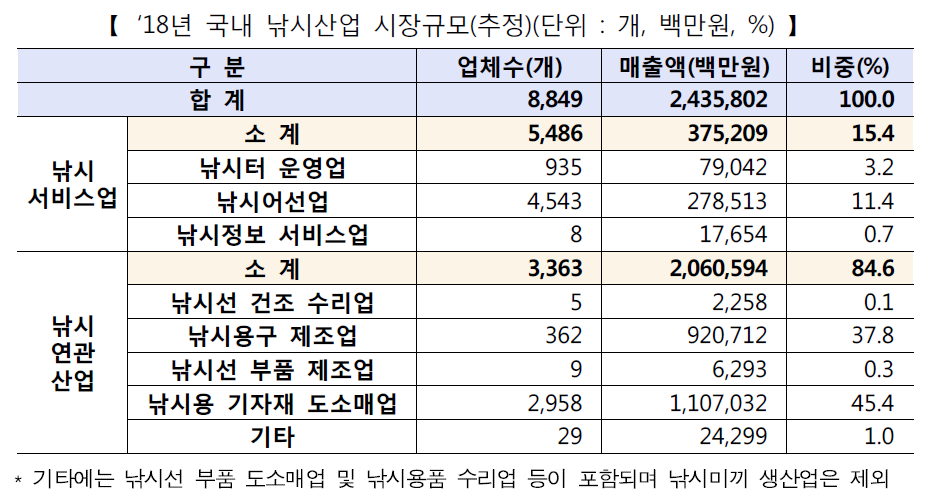 【 ‘18년 국내 낚시산업 시장규모(추정)(단위 : 개, 백만원, %) 】
구 분 업체수(개) 매출액(백만원) 비중(%)
합 계 8,849 2,435,802 100.0
낚시 서비스업 소 계 5,486 375,209 15.4
낚시터 운영업 935 79,042 3.2
낚시어선업 4,543 278,513 11.4
낚시정보 서비스업 8 17,654 0.7
낚시 연관 산업 소 계 3,363 2,060,594 84.6
낚시선 건조 수리업 5 2,258 0.1
낚시용구 제조업 362 920,712 37.8
낚시선 부품 제조업 9 6,293 0.3
낚시용 기자재 도소매업 2,958 1,107,032 45.4
기타 29 24,299 1.0
* 기타에는 낚시선 부품 도소매업 및 낚시용품 수리업 등이 포함되며 낚시미끼 생산업은 제외